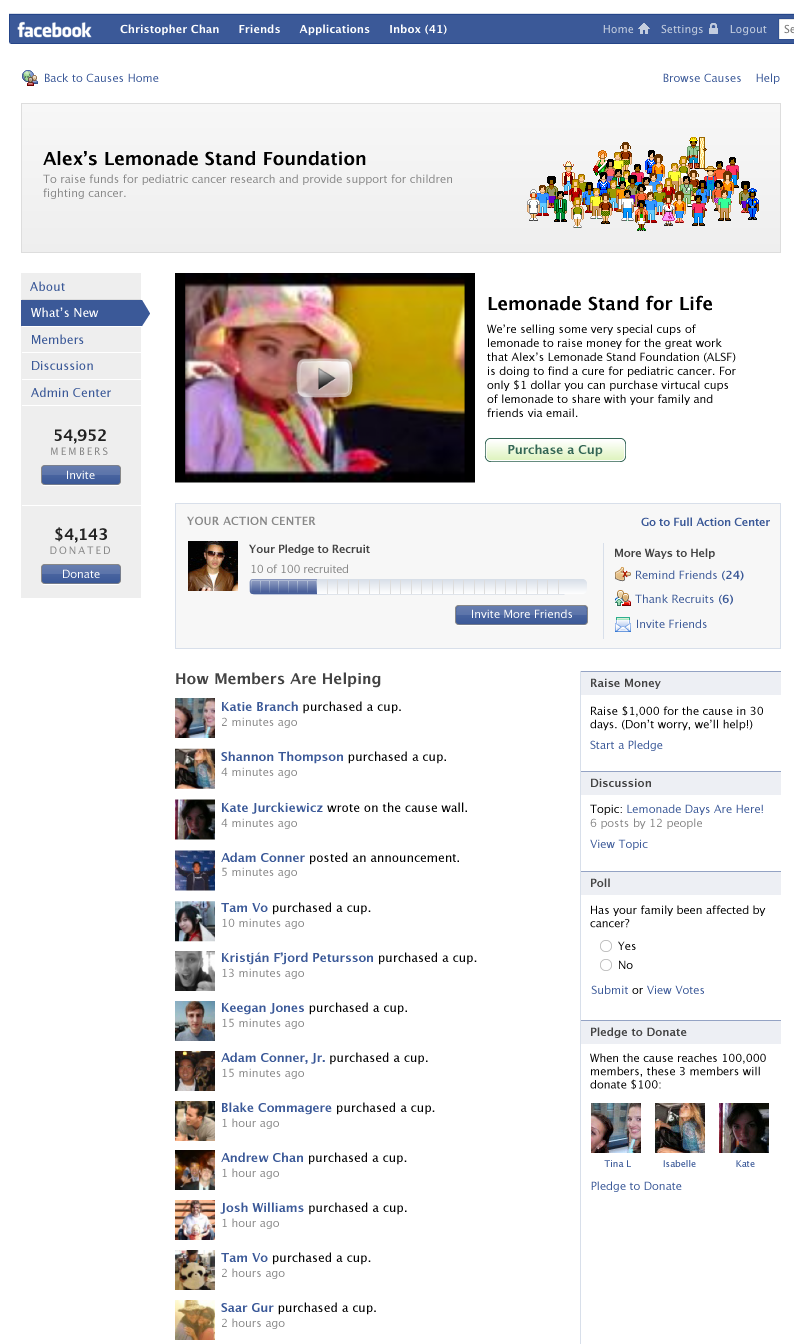 facebook Christopher Chan Friends Applications Inbox (41) Home Settings Logout Se
Back to Causes Home Browse Causes Help
Alex's Lemonade Stand Foundation
To raise funds for pediatric cancer research and provide support for children
fighting cancer.
About
What's New
Members
Discussion
Admin Center
54,952
MEMBERS
Invite
$4,143
DONATED
Donate
Lemonade Stand for Life
We're selling some very special cups of
lemonade to raise money for the great work
that Alex's Lemonade Stand Foundation (ALSF)
is doing to find a cure for pediatric cancer. For
only $1 dollar you can purchase virtucal cups
of lemonade to share with your family and
friends via email.
Purchase a Cup
YOUR ACTION CENTER Go to Full Action Center
Your Pledge to Recruit
10 of 100 recruited
Invite More Friends
More Ways to Help
Remind Friends (24)
Thank Recruits (6)
Invite Friends
How Members Are Helping
Katie Branch purchased a cup.
2 minutes ago
Shannon Thompson purchased a cup.
4 minutes ago
Kate Jurckiewicz wrote on the cause wall.
4 minutes ago
Adam Conner posted an announcement.
5 minutes ago
Tam Vo purchased a cup.
10 minutes ago
Kristján F'jord Petursson purchased a cup.
13 minutes ago
Keegan Jones purchased a cup.
15 minutes ago
Adam Conner, Jr. purchased a cup.
15 minutes ago
Blake Commagere purchased a cup.
1 hour ago
Andrew Chan purchased a cup.
1 hour ago
Josh Williams purchased a cup.
1 hour ago
Tam Vo purchased a cup.
2 hours ago
Saar Gur purchased a cup.
2 hours ago
Raise Money
Raise $1,000 for the cause in 30
days. (Don't worry, we'll help!)
Start a Pledge
Discussion
Topic: Lemonade Days Are Here!
6 posts by 12 people
View Topic
Poll
Has your family been affected by
cancer?
Yes
No
Submit or View Votes
Pledge to Donate
When the cause reaches 100,000
members, these 3 members will
donate $100:
Tina L Isabelle Kate
Pledge to Donate